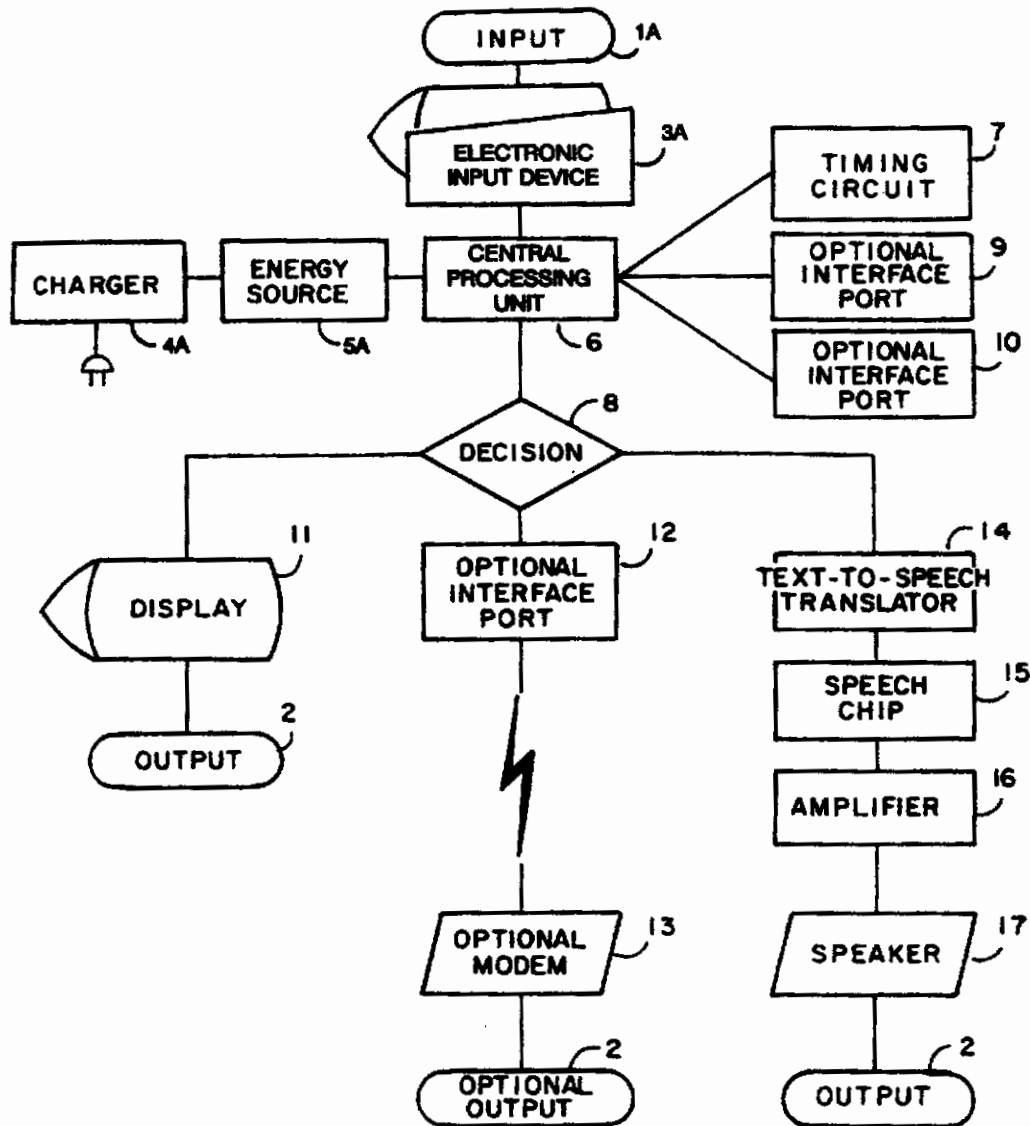 INPUT
1A
ELECTRONIC
INPUT DEVICE
3A
TIMING
CIRCUIT
7
CHARGER
4A
ENERGY
SOURCE
5A
CENTRAL
PROCESSING
UNIT
6
OPTIONAL
INTERFACE
PORT
9
OPTIONAL
INTERFACE
PORT
10
DECISION
8
DISPLAY
11
OUTPUT
2
OPTIONAL
INTERFACE
PORT
12
OPTIONAL
MODEM
13
OPTIONAL
OUTPUT
2
TEXT-TO-SPEECH
TRANSLATOR
14
SPEECH
CHIP
15
AMPLIFIER
16
SPEAKER
17
OUTPUT
2